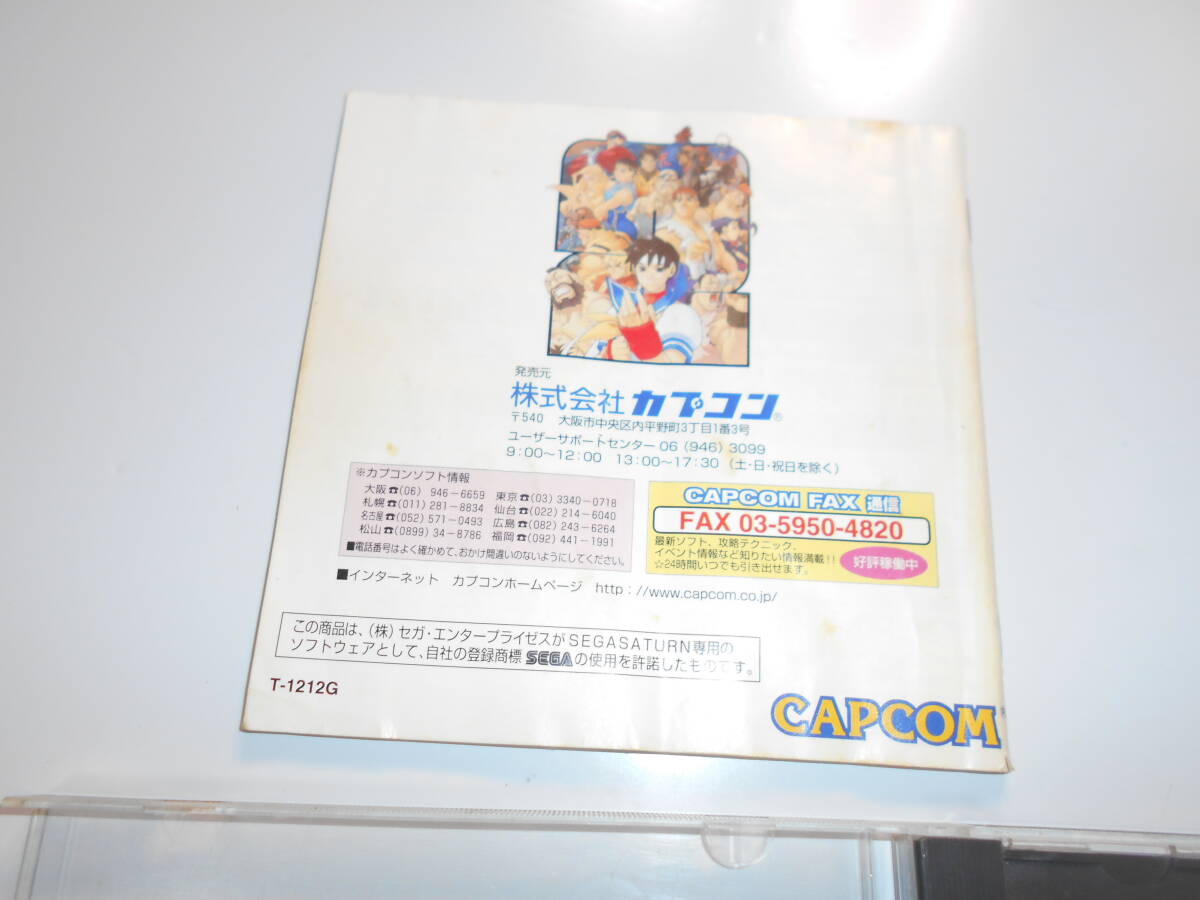 発売元
株式会社カプコン®
〒540 大阪市中央区内平野町3丁目1番3号
ユーザーサポートセンター 06 (946) 3099
9:00～12:00 13:00～17:30 (土・日・祝日を除く)
※カプコンソフト情報
大阪☎(06) 946-6659 東京☎(03) 3340-0718
札幌☎(011) 281-8834 仙台☎(022) 214-6040
名古屋☎(052) 571-0493 広島☎(082) 243-6264
松山☎(0899) 34-8786 福岡☎(092) 441-1991
■電話番号はよく確かめて、おかけ間違いのないようにしてください。
CAPCOM FAX 通信
FAX 03-5950-4820
最新ソフト、攻略テクニック、
イベント情報など知りたい情報満載!!
☆24時間いつでも引き出せます。
好評稼働中
■インターネット カプコンホームページ http://www.capcom.co.jp/
この商品は、(株)セガ・エンタープライゼスがSEGASATURN専用の
ソフトウェアとして、自社の登録商標SEGAの使用を許諾したものです。
T-1212G
CAPCOM